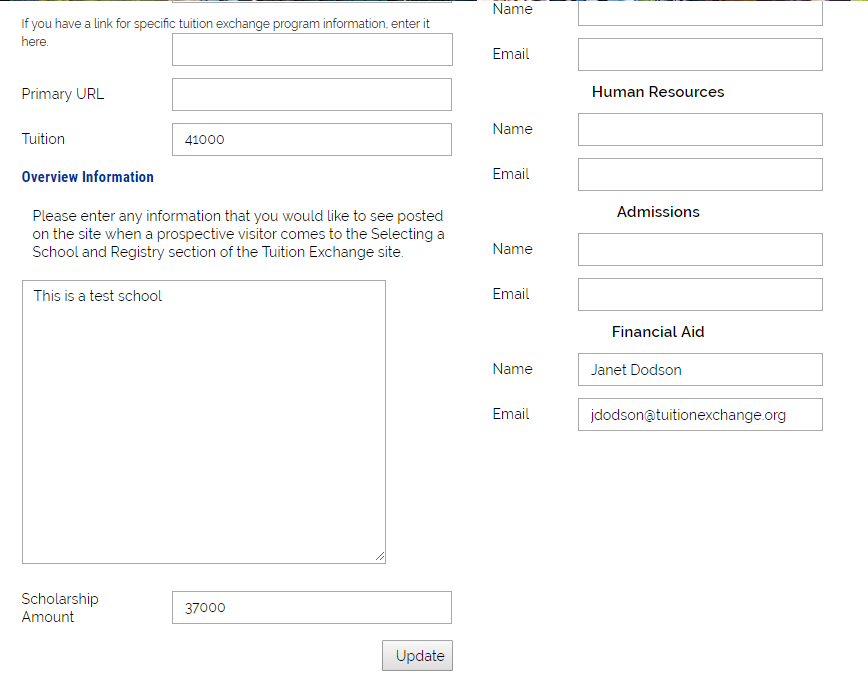 If you have a link for specific tuition exchange program information, enter it
here.
Primary URL
Tuition
41000
Overview Information
Please enter any information that you would like to see posted
on the site when a prospective visitor comes to the Selecting a
School and Registry section of the Tuition Exchange site.
This is a test school
Scholarship
Amount
37000
Update
Name
Email
Human Resources
Name
Email
Admissions
Name
Email
Financial Aid
Name
Janet Dodson
Email
jdodson@tuitionexchange.org